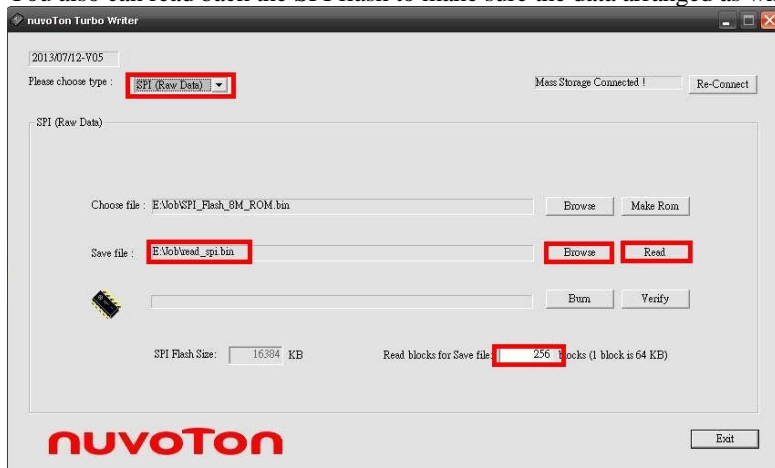 You also can read back the SPI flash to make sure the data arranged as
nuvoTon Turbo Writer
2013/07/12-V05
Please choose type : SPI (Raw Data) Mass Storage Connected ! Re-Connect
SPI (Raw Data)
Choose file : E:\Job\SPI_Flash_8M_ROM.bin Browse Make Rom
Save file : E:\Job\read_spi.bin Browse Read
Burn Verify
SPI Flash Size: 16384 KB Read blocks for Save file: 256 blocks (1 block is 64 KB)
nuvoTon Exit